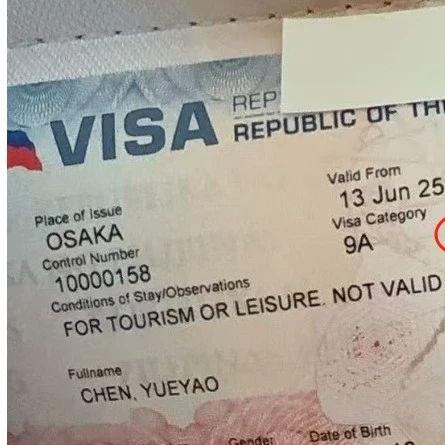 VISA
REP
REPUBLIC OF TH
Valid From
13 Jun 25
Place of Issue
OSAKA
Visa Category
9A
Control Number
10000158
Conditions of Stay/Observations
FOR TOURISM OR LEISURE. NOT VALID
Fullname
CHEN, YUEYAO
Gender
Date of Birth